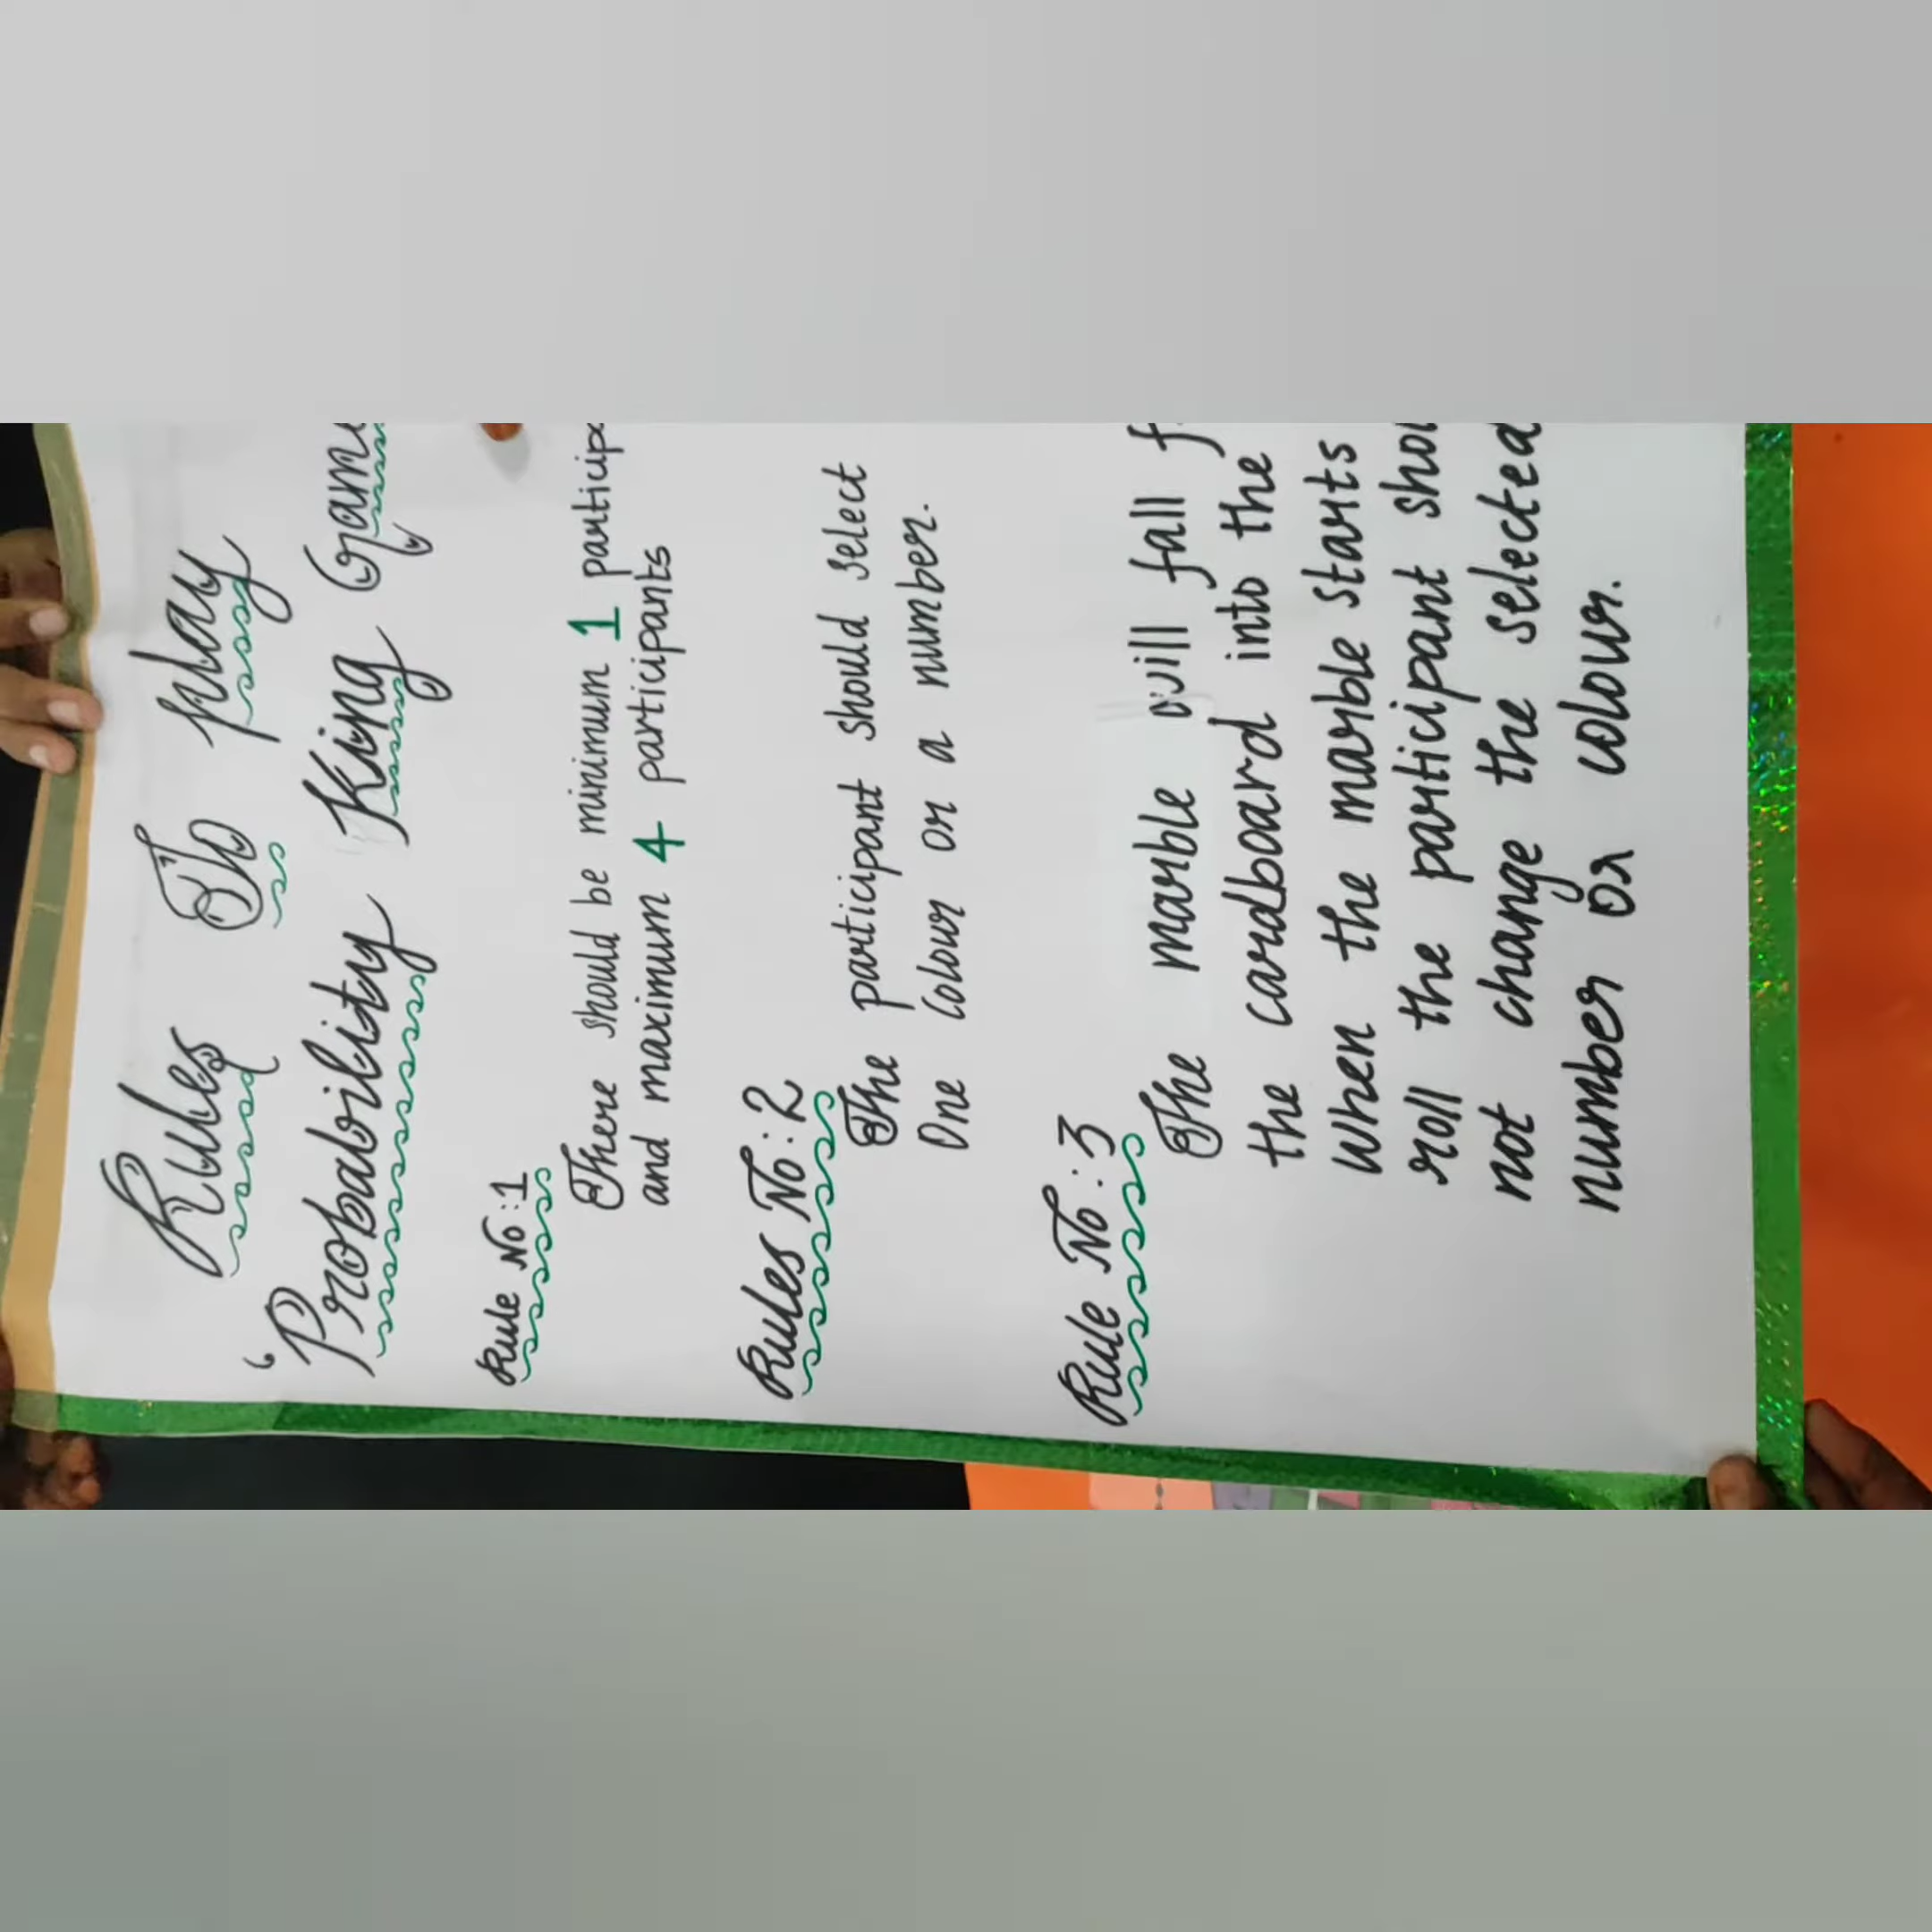 Rules To play
'Probability King Gam
Rule No:1
There should be minimum 1 particip
and maximum 4 participants
Rules No:2
The participant should select
One colour or a number.
Rule No.:3
The marble will fall f
the cardboard into the
When the marble starts
roll the participant shou
not change the selected
number or colour.